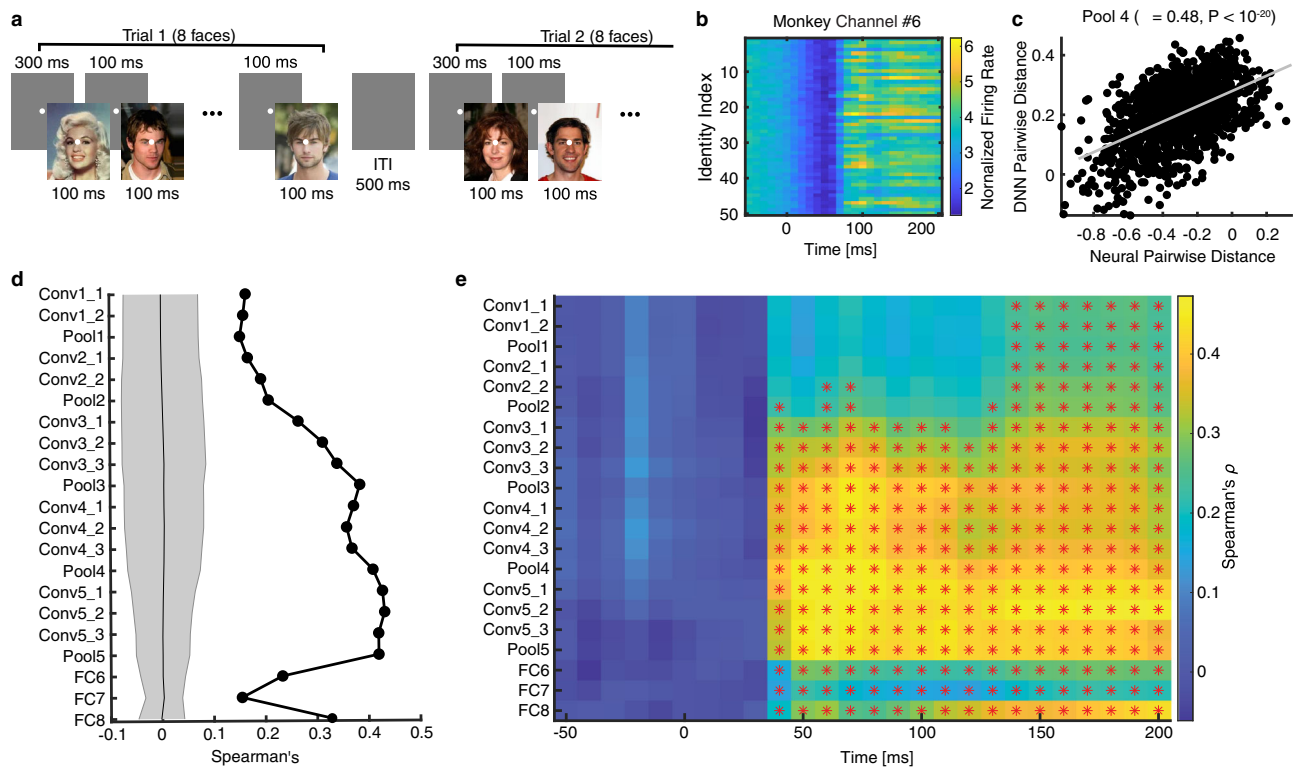 a
Trial 1 (8 faces)
Trial 2 (8 faces)
300 ms
100 ms
100 ms
300 ms
100 ms
•••
•••
100 ms
100 ms
100 ms
ITI
500 ms
100 ms
100 ms
b
Monkey Channel #6
Identity Index
10
20
30
40
50
0
100
200
Time [ms]
6
5
4
3
2
Normalized Firing Rate
c
Pool 4 ( = 0.48, P < 10-20)
DNN Pairwise Distance
0.4
0.2
0
-0.8
-0.6
-0.4
-0.2
0
0.2
Neural Pairwise Distance
d
Conv1_1
Conv1_2
Pool1
Conv2_1
Conv2_2
Pool2
Conv3_1
Conv3_2
Conv3_3
Pool3
Conv4_1
Conv4_2
Conv4_3
Pool4
Conv5_1
Conv5_2
Conv5_3
Pool5
FC6
FC7
FC8
-0.1
0
0.1
0.2
0.3
0.4
0.5
Spearman's
e
Conv1_1
Conv1_2
Pool1
Conv2_1
Conv2_2
Pool2
Conv3_1
Conv3_2
Conv3_3
Pool3
Conv4_1
Conv4_2
Conv4_3
Pool4
Conv5_1
Conv5_2
Conv5_3
Pool5
FC6
FC7
FC8
-50
0
50
100
150
200
Time [ms]
0.4
0.3
0.2
0.1
0
Spearman's ρ